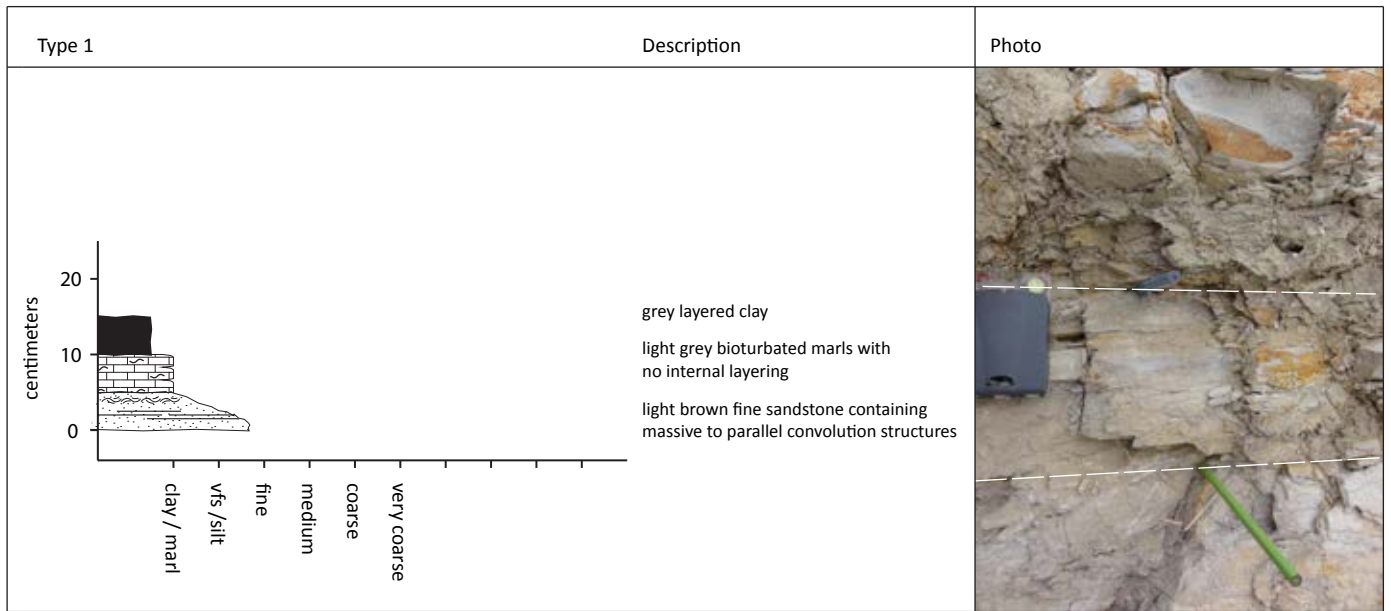 Type 1
Description
Photo
centimeters
20
10
0
grey layered clay
light grey bioturbated marls with
no internal layering
light brown fine sandstone containing
massive to parallel convolution structures
clay / marl
vfs /silt
fine
medium
coarse
very coarse